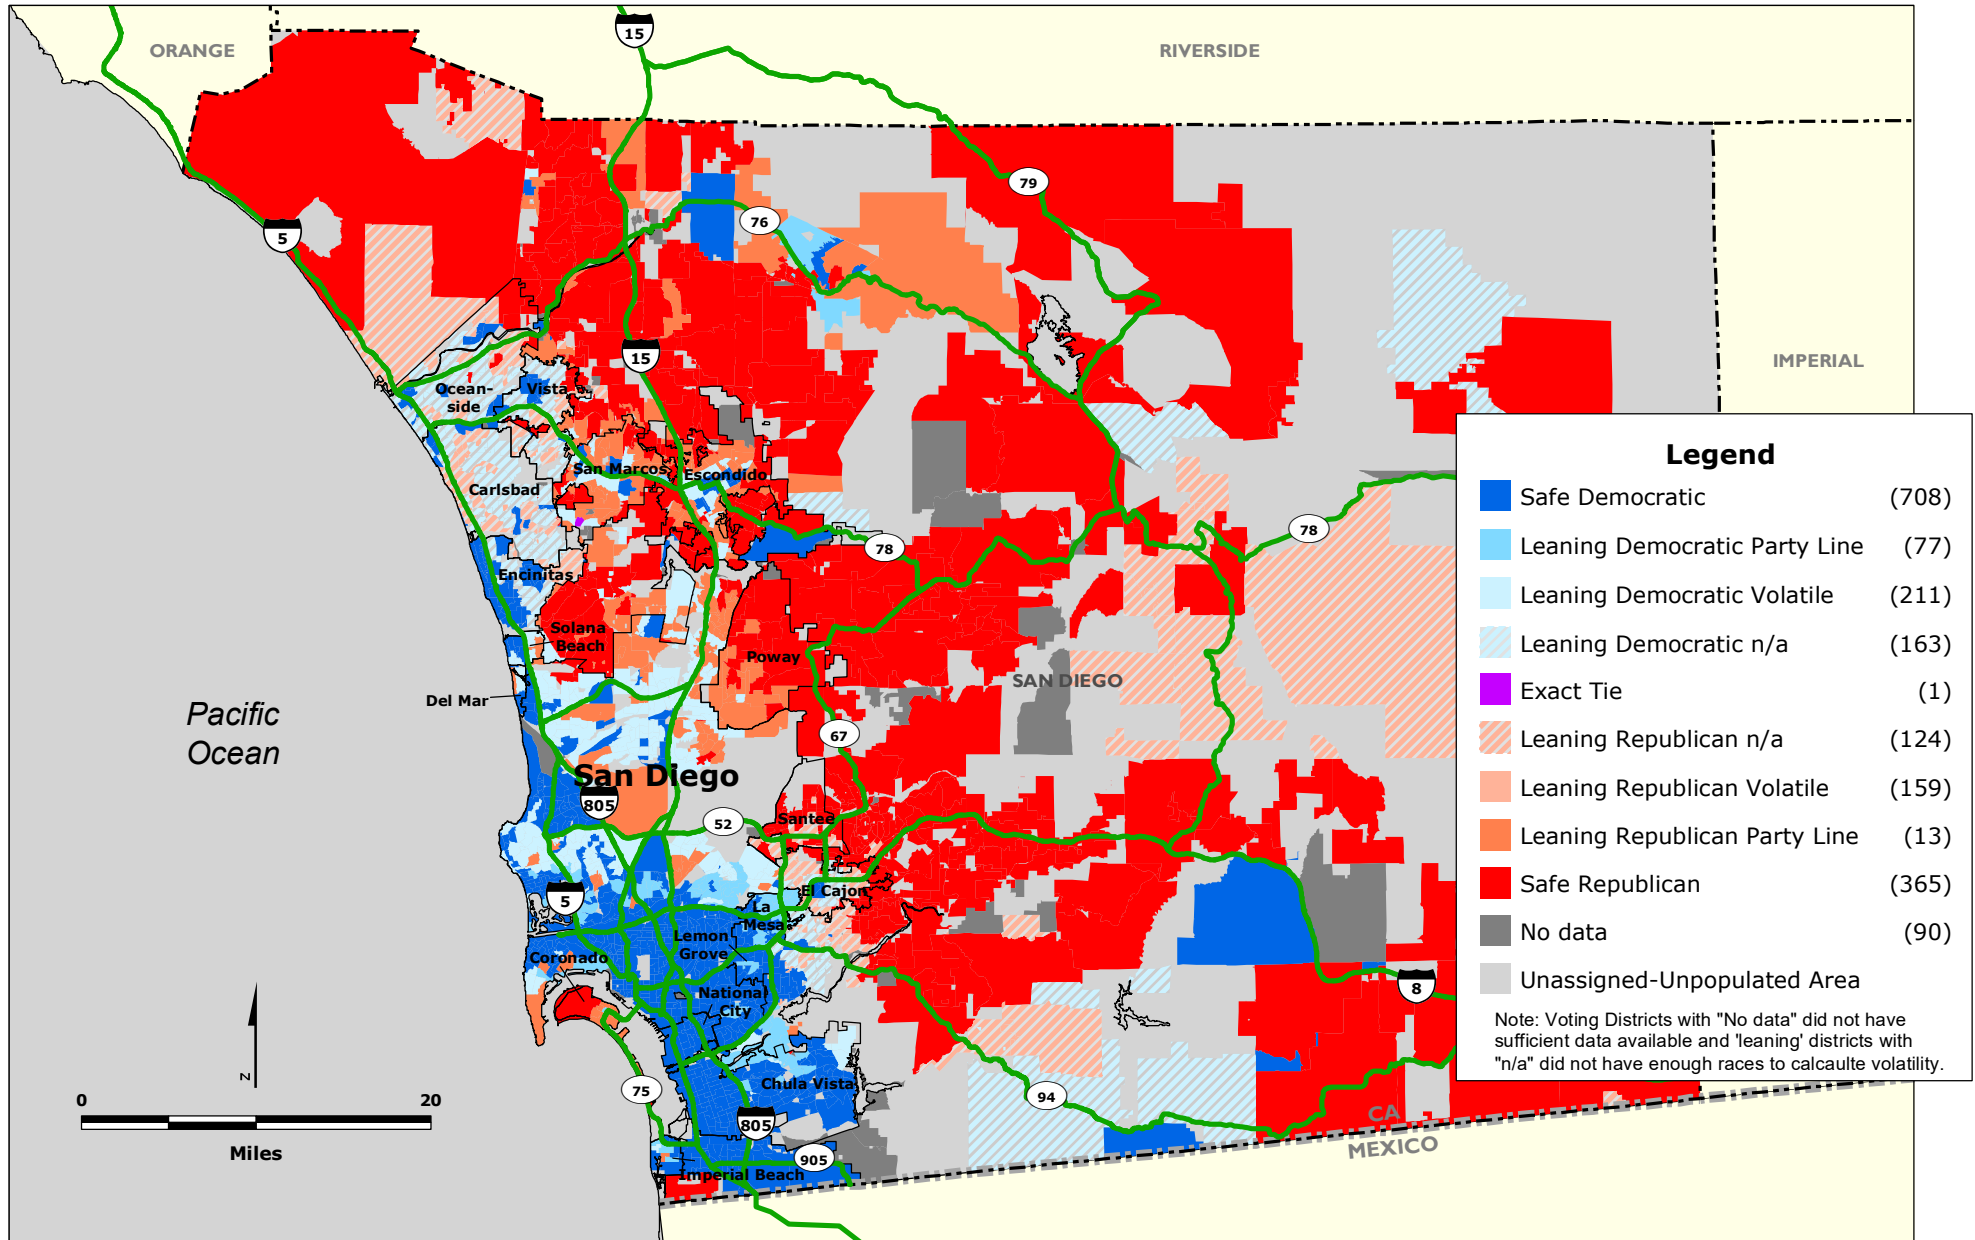 ORANGE
15
RIVERSIDE
79
76
5
15
IMPERIAL
Ocean-
side
Vista
San Marcos
Escondido
Carlsbad
78
78
Encinitas
Solana
Beach
Poway
SAN DIEGO
Del Mar
Pacific
Ocean
67
San Diego
805
52
Santee
El Cajon
5
La
Mesa
Lemon
Grove
Coronado
National
City
8
Chula Vista
75
94
805
905
Imperial Beach
CA
MEXICO
N
0
20
Miles
Legend
Safe Democratic (708)
Leaning Democratic Party Line (77)
Leaning Democratic Volatile (211)
Leaning Democratic n/a (163)
Exact Tie (1)
Leaning Republican n/a (124)
Leaning Republican Volatile (159)
Leaning Republican Party Line (13)
Safe Republican (365)
No data (90)
Unassigned-Unpopulated Area
Note: Voting Districts with "No data" did not have
sufficient data available and 'leaning' districts with
"n/a" did not have enough races to calcaulte volatility.